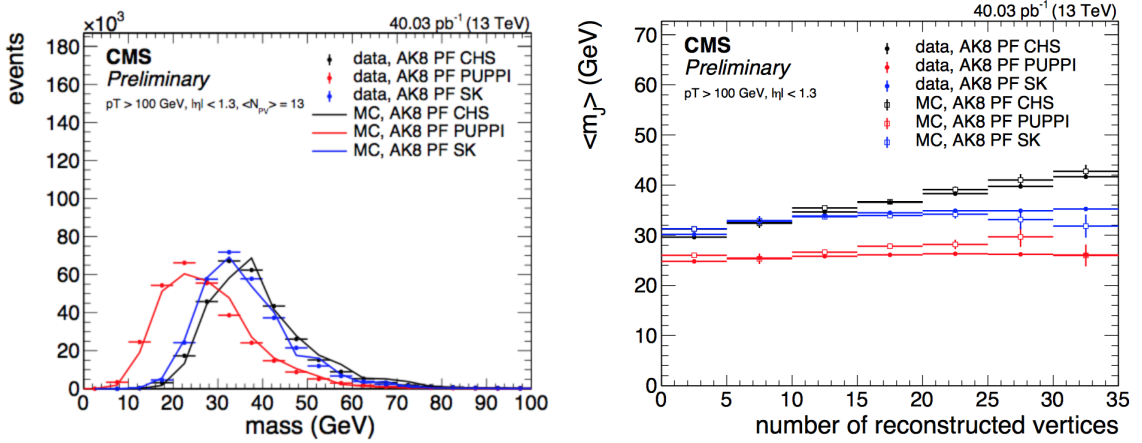 40.03 pb⁻¹ (13 TeV)
×10³
events
180
160
140
120
100
80
60
40
20
0
CMS
Preliminary
pT > 100 GeV, |η| < 1.3, <N_PV> = 13
data, AK8 PF CHS
data, AK8 PF PUPPI
data, AK8 PF SK
MC, AK8 PF CHS
MC, AK8 PF PUPPI
MC, AK8 PF SK
0 10 20 30 40 50 60 70 80 90 100
mass (GeV)
40.03 pb⁻¹ (13 TeV)
<m_J> (GeV)
70
60
50
40
30
20
10
0
CMS
Preliminary
pT > 100 GeV, |η| < 1.3
data, AK8 PF CHS
data, AK8 PF PUPPI
data, AK8 PF SK
MC, AK8 PF CHS
MC, AK8 PF PUPPI
MC, AK8 PF SK
0 5 10 15 20 25 30 35
number of reconstructed vertices